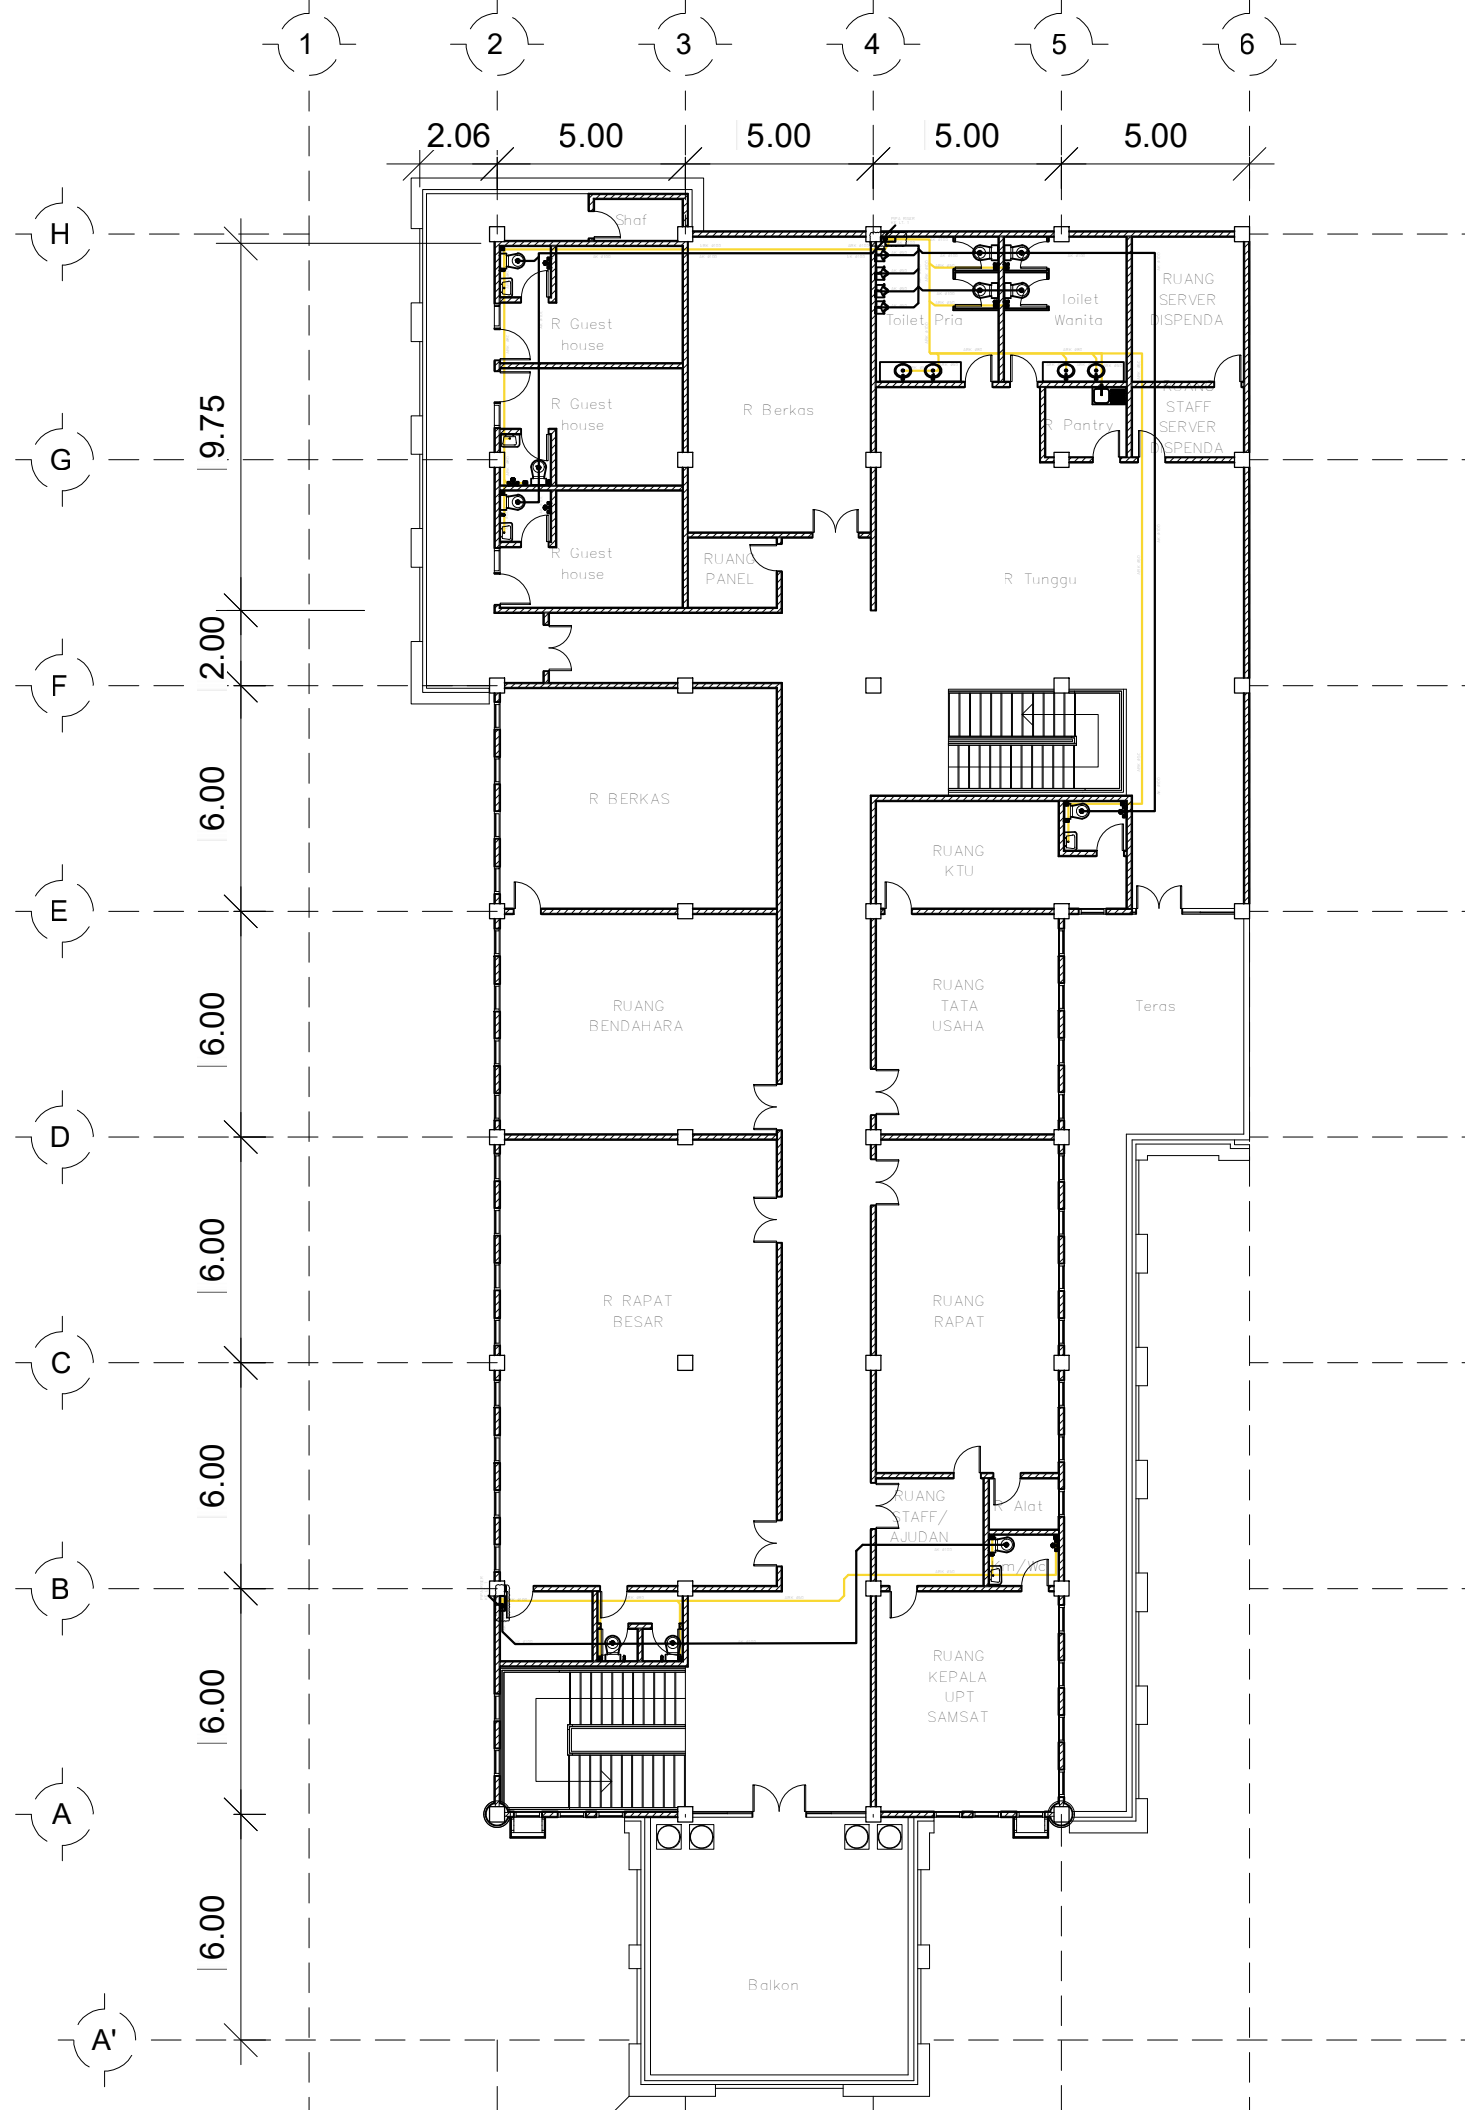 1
2
3
4
5
6
2.06
5.00
5.00
5.00
5.00
H
Shaf
9.75
R Guest
house
Toilet Pria
Toilet
Wanita
RUANG
SERVER
DISPENDA
R Guest
house
R Berkas
R Pantry
RUANG
STAFF
SERVER
DISPENDA
G
R Guest
house
RUANG
PANEL
R Tunggu
2.00
F
6.00
R BERKAS
RUANG
KTU
E
6.00
RUANG
BENDAHARA
RUANG
TATA
USAHA
Teras
D
6.00
R RAPAT
BESAR
RUANG
RAPAT
C
6.00
RUANG
STAFF/
AJUDAN
R Alat
Km/Wc
B
6.00
RUANG
KEPALA
UPT
SAMSAT
A
6.00
Balkon
A'